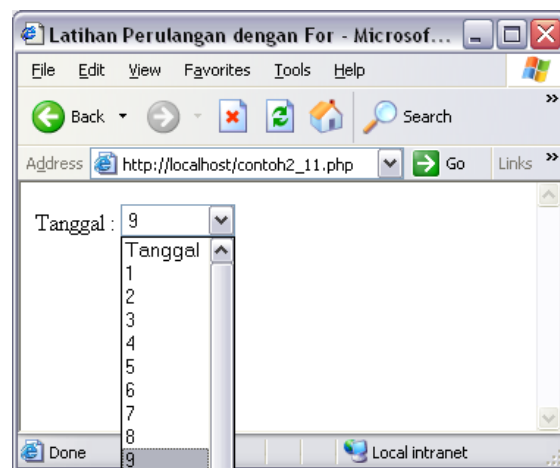 Latihan Perulangan dengan For - Microsof...
File Edit View Favorites Tools Help
Back Search »
Address http://localhost/contoh2_11.php Go Links »
Tanggal : 9
Tanggal
1
2
3
4
5
6
7
8
9
Done Local intranet